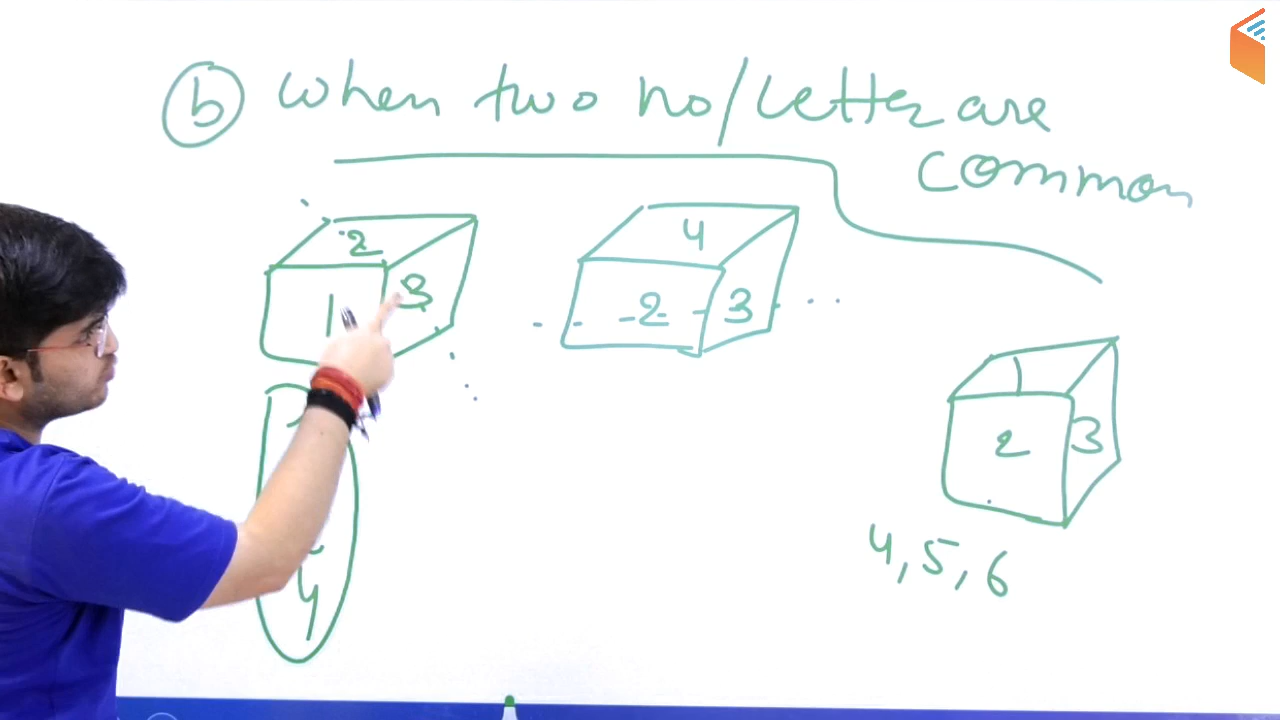 b when two no/letter are
common
2
1 3
4
2 3
1
2 3
4, 5, 6
4